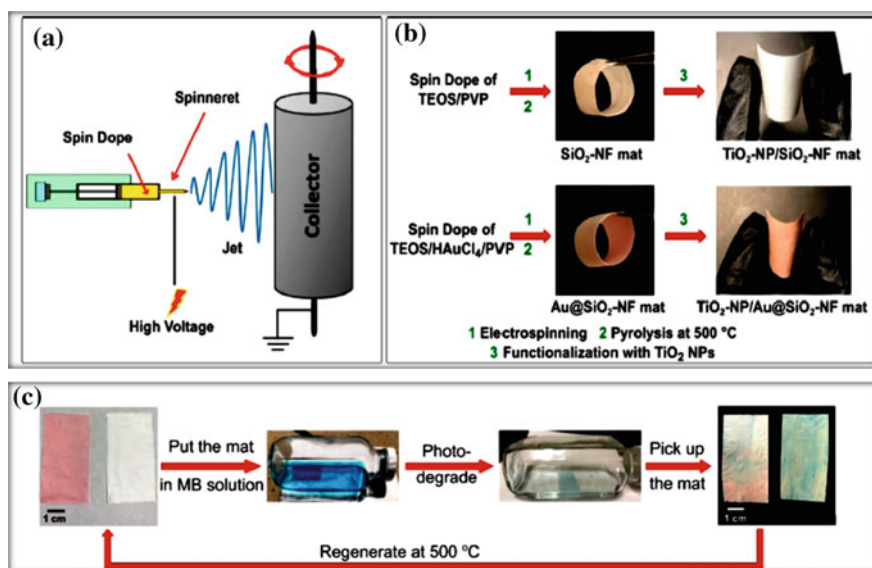 (a)
Spinneret
Spin Dope
Jet
Collector
High Voltage
(b)
Spin Dope of
TEOS/PVP
1
2
SiO₂-NF mat
3
TiO₂-NP/SiO₂-NF mat
Spin Dope of
TEOS/HAuCl₄/PVP
1
2
Au@SiO₂-NF mat
3
TiO₂-NP/Au@SiO₂-NF mat
1 Electrospinning 2 Pyrolysis at 500 °C
3 Functionalization with TiO₂ NPs
(c)
1 cm
Put the mat
in MB solution
Photo-
degrade
Pick up
the mat
1 cm
Regenerate at 500 °C